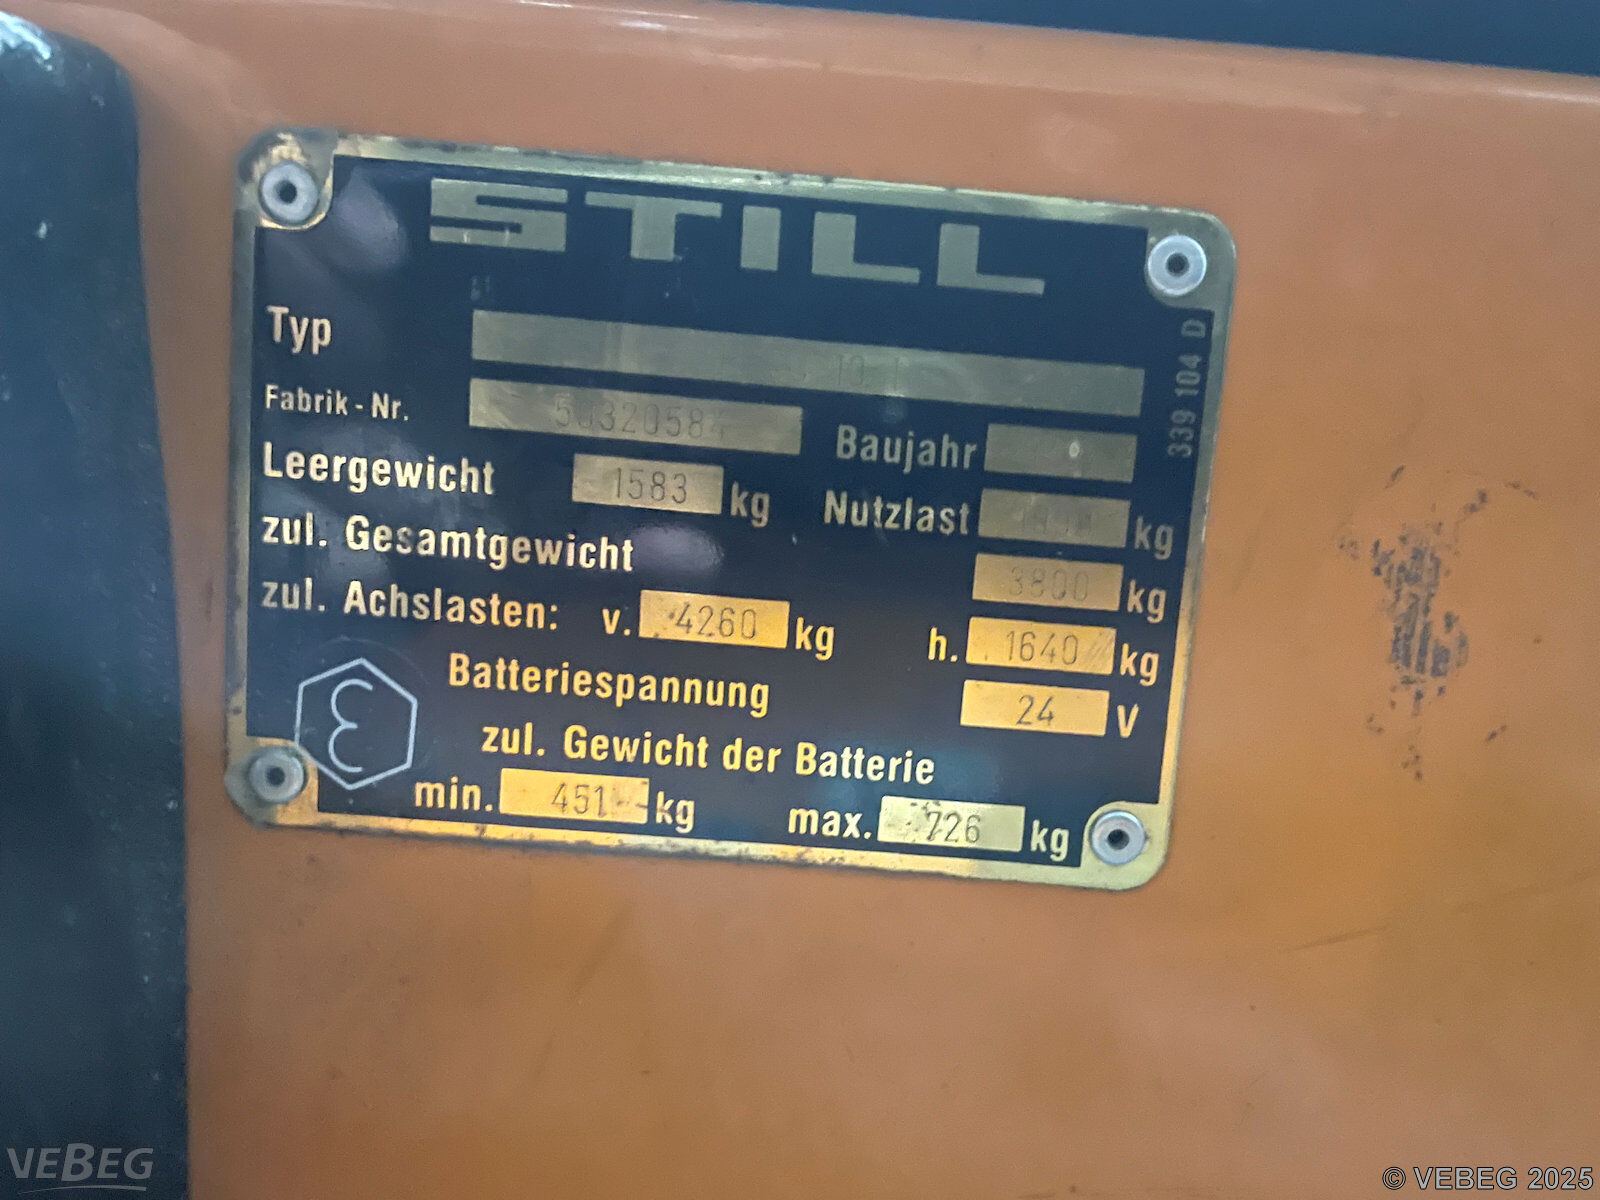 STILL
Typ
Fabrik-Nr. Baujahr
Leergewicht 1583 kg Nutzlast kg
zul. Gesamtgewicht 3800 kg
zul. Achslasten: v. 4260 kg h. 1640 kg
Batteriespannung 24 V
zul. Gewicht der Batterie
min. 451 kg max. 726 kg
339 104 D
VEBEG
© VEBEG 2025